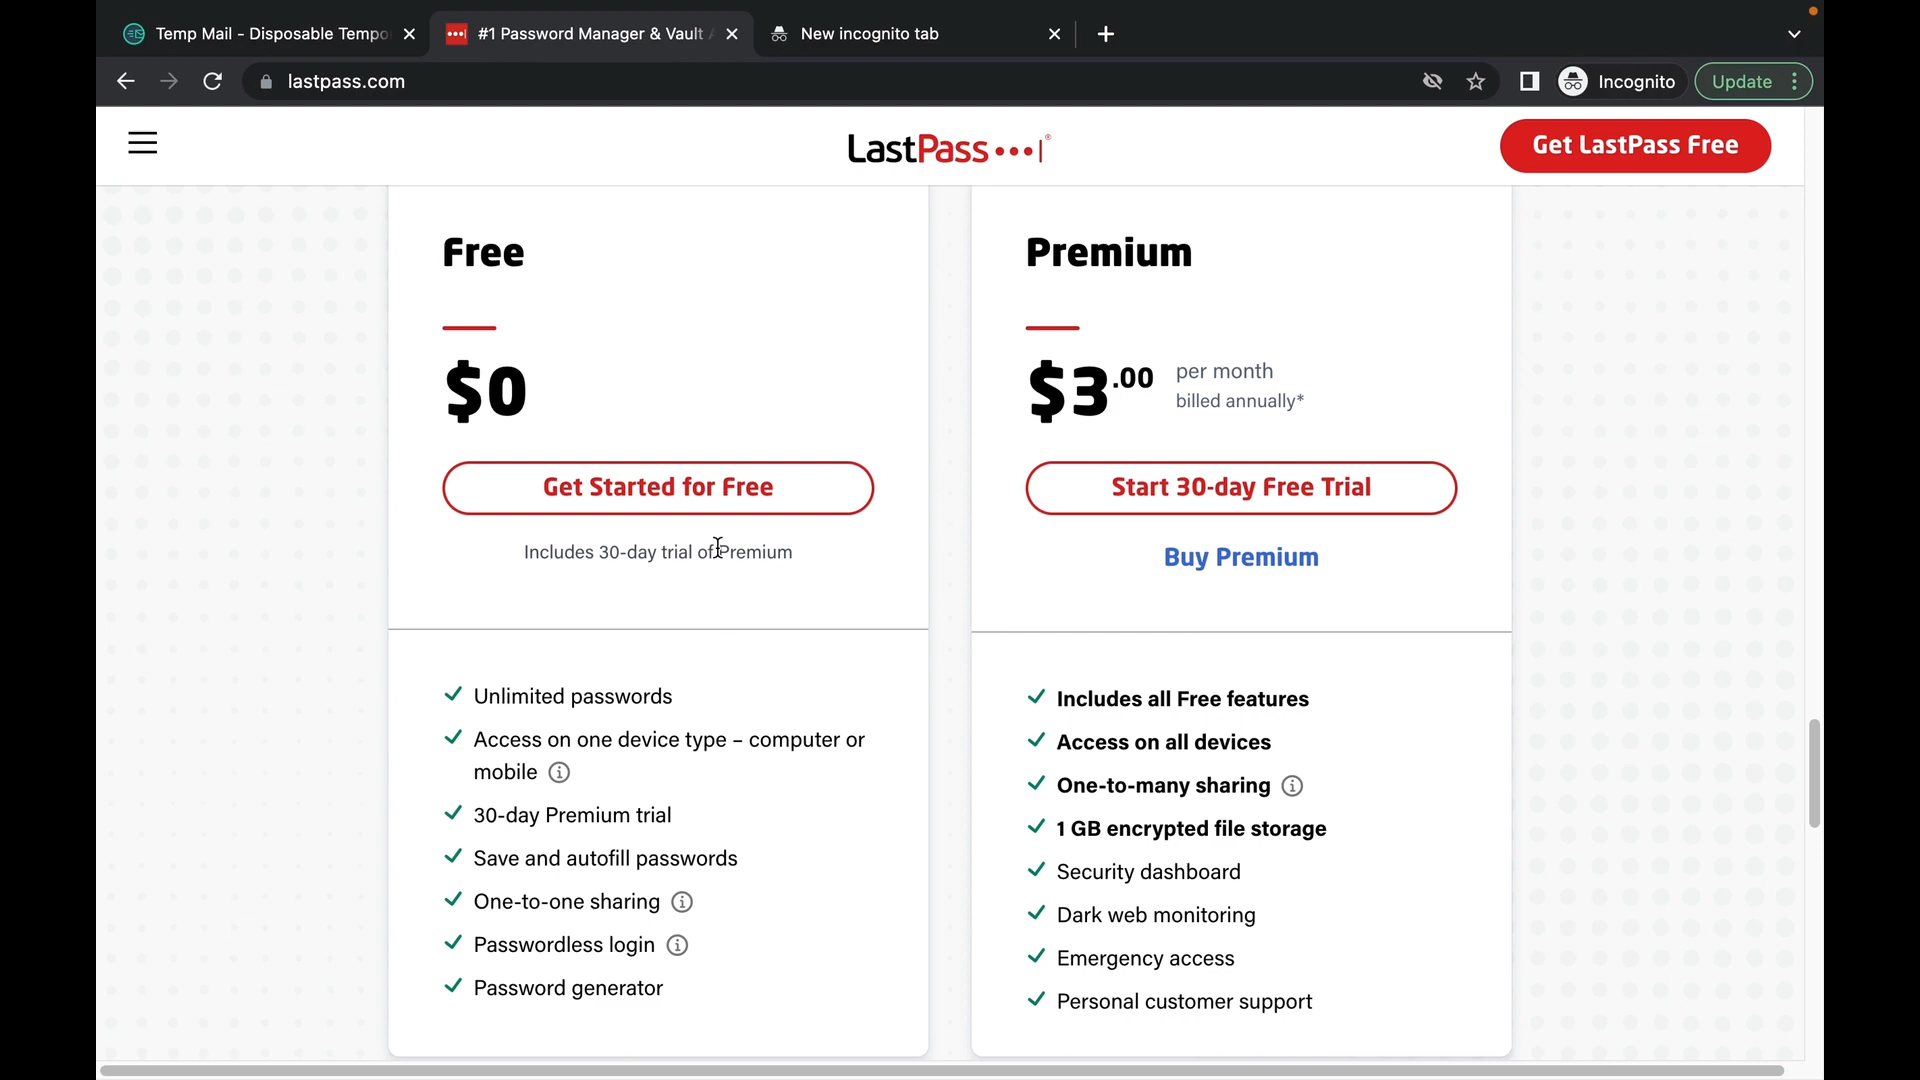 Temp Mail - Disposable Tempo
#1 Password Manager & Vault A
New incognito tab
lastpass.com
Incognito
Update
LastPass
Get LastPass Free
Free
$0
Get Started for Free
Includes 30-day trial of Premium
Unlimited passwords
Access on one device type – computer or
mobile
30-day Premium trial
Save and autofill passwords
One-to-one sharing
Passwordless login
Password generator
Premium
$3.00
per month
billed annually*
Start 30-day Free Trial
Buy Premium
Includes all Free features
Access on all devices
One-to-many sharing
1 GB encrypted file storage
Security dashboard
Dark web monitoring
Emergency access
Personal customer support